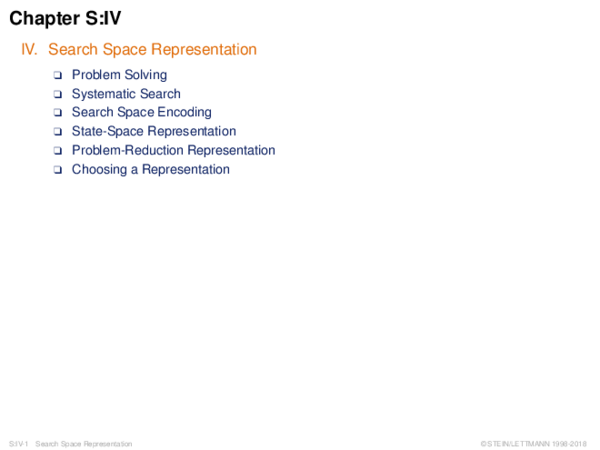 Chapter S:IV
IV. Search Space Representation
❑ Problem Solving
❑ Systematic Search
❑ Search Space Encoding
❑ State-Space Representation
❑ Problem-Reduction Representation
❑ Choosing a Representation
S:IV-1 Search Space Representation
© STEIN/LETTMANN 1998-2018